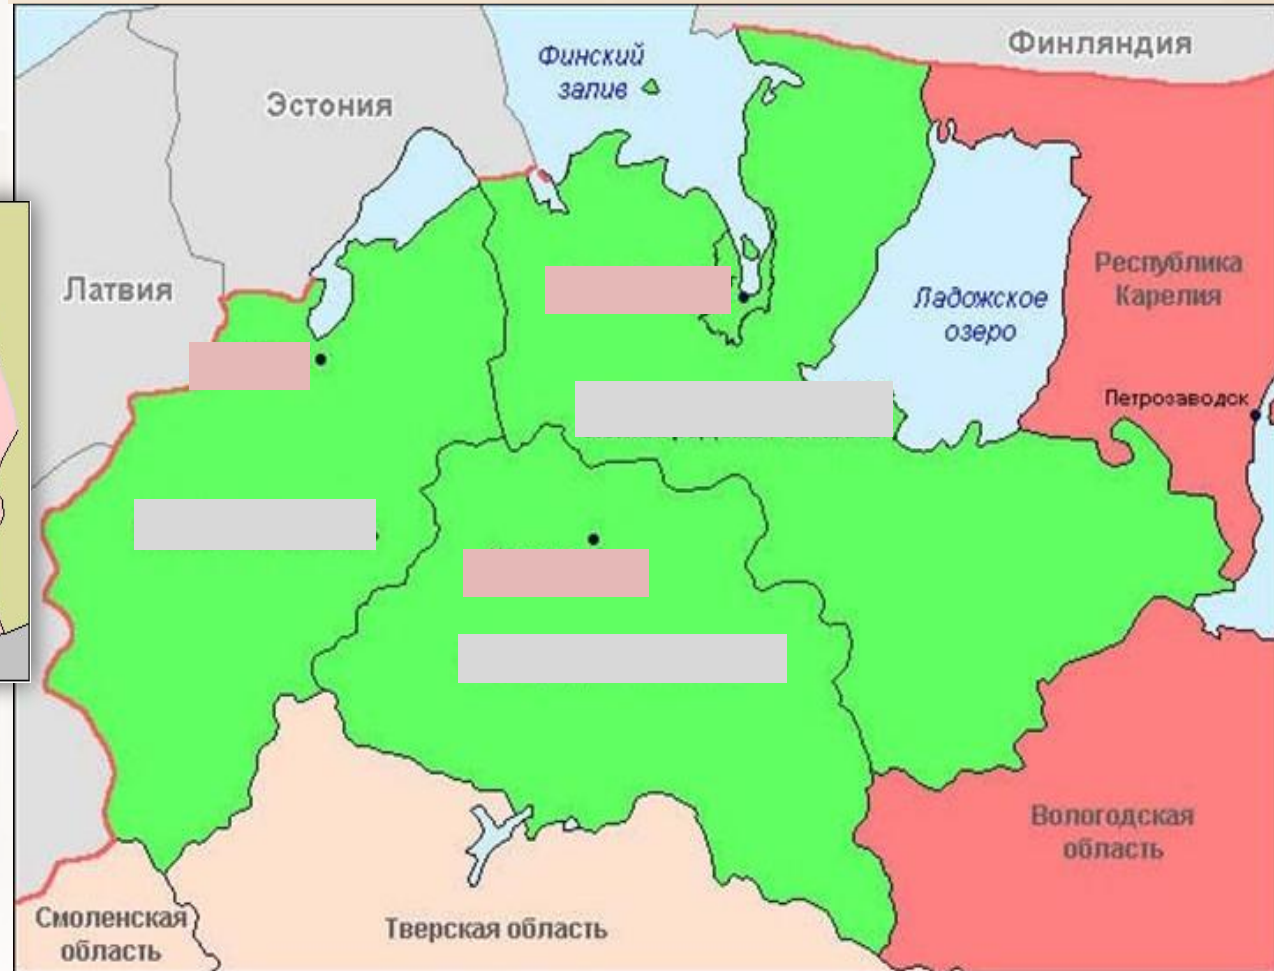 Финляндия
Финский
залив
Эстония
Латвия
Ладожское
озеро
Республика
Карелия
Петрозаводск
Вологодская
область
Смоленская
область
Тверская область